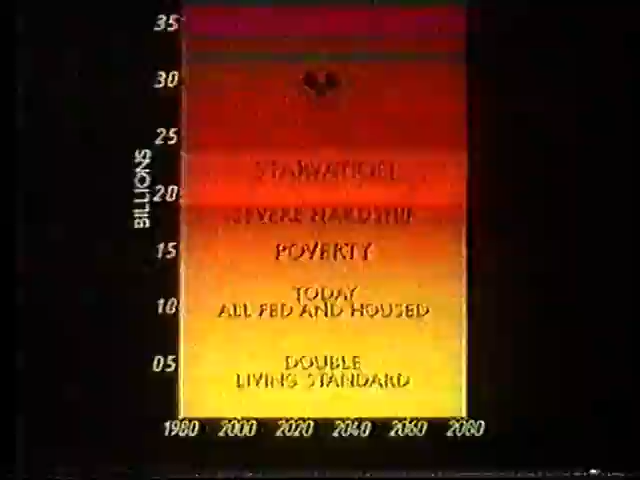 35
30
25
STARVATION
20
SEVERE HARDSHIP
BILLIONS
POVERTY
15
TODAY
10
ALL FED AND HOUSED
DOUBLE
05
LIVING STANDARD
1980 2000 2020 2040 2060 2080